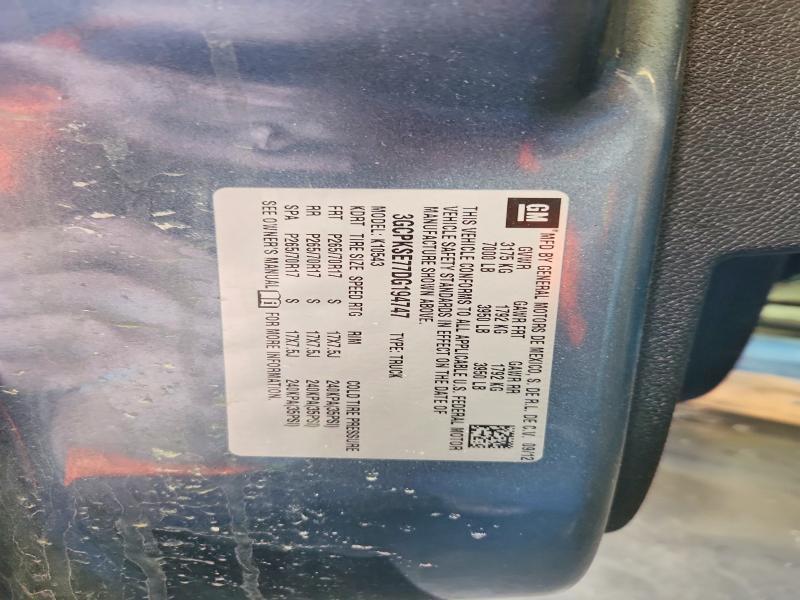 GM
MFD BY GENERAL MOTORS DE MEXICO, S. DE R.L. DE C.V. 09/12
GVWR GAWR FRT GAWR RR
3175 KG 1792 KG 1792 KG
7000 LB 3950 LB 3950 LB
THIS VEHICLE CONFORMS TO ALL APPLICABLE U.S. FEDERAL MOTOR
VEHICLE SAFETY STANDARDS IN EFFECT ON THE DATE OF
MANUFACTURE SHOWN ABOVE.
3GCPKSE77DG194747 TYPE: TRUCK
MODEL: K10543
KDRT TIRE SIZE SPEED RTG RIM COLD TIRE PRESSURE
FRT P265/70R17 S 17X7.5J 240KPA(35PSI)
RR P265/70R17 S 17X7.5J 240KPA(35PSI)
SPA P265/70R17 S 17X7.5J 240KPA(35PSI)
SEE OWNER'S MANUAL FOR MORE INFORMATION.